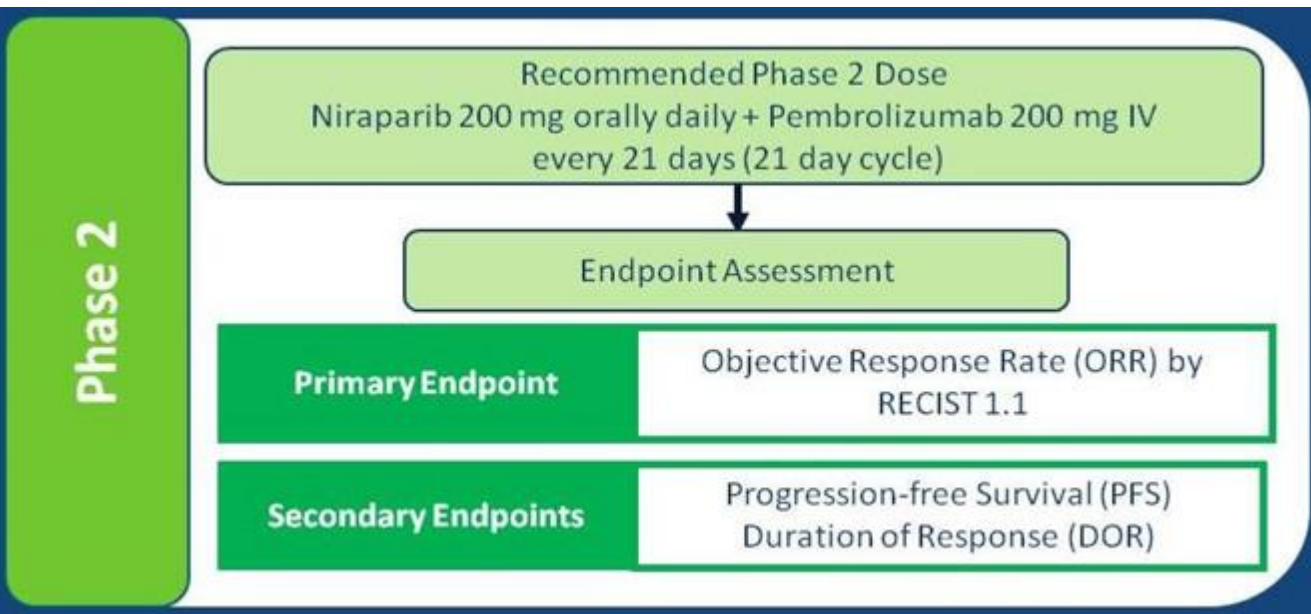 Phase 2
Recommended Phase 2 Dose
Niraparib 200 mg orally daily + Pembrolizumab 200 mg IV
every 21 days (21 day cycle)
Endpoint Assessment
Primary Endpoint
Objective Response Rate (ORR) by
RECIST 1.1
Secondary Endpoints
Progression-free Survival (PFS)
Duration of Response (DOR)